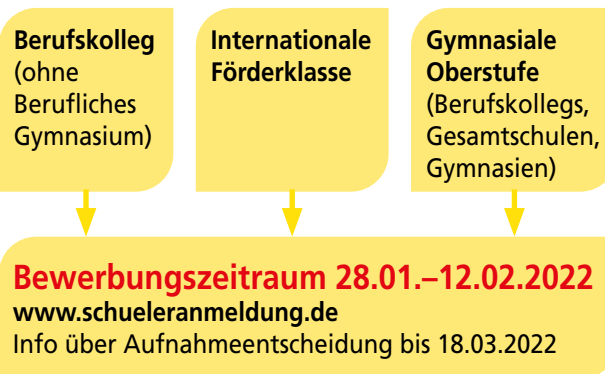 Berufskolleg
(ohne
Berufliches
Gymnasium)
Internationale
Förderklasse
Gymnasiale
Oberstufe
(Berufskollegs,
Gesamtschulen,
Gymnasien)
Bewerbungszeitraum 28.01.–12.02.2022
www.schueleranmeldung.de
Info über Aufnahmeentscheidung bis 18.03.2022